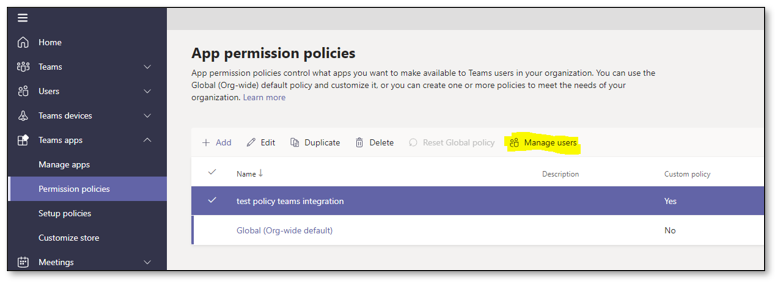 Home
Teams
Users
Teams devices
Teams apps
Manage apps
Permission policies
Setup policies
Customize store
Meetings
App permission policies
App permission policies control what apps you want to make available to Teams users in your organization. You can use the
Global (Org-wide) default policy and customize it, or you can create one or more policies to meet the needs of your
organization. Learn more
Add Edit Duplicate Delete Reset Global policy Manage users
Name Description Custom policy
test policy teams integration Yes
Global (Org-wide default) No